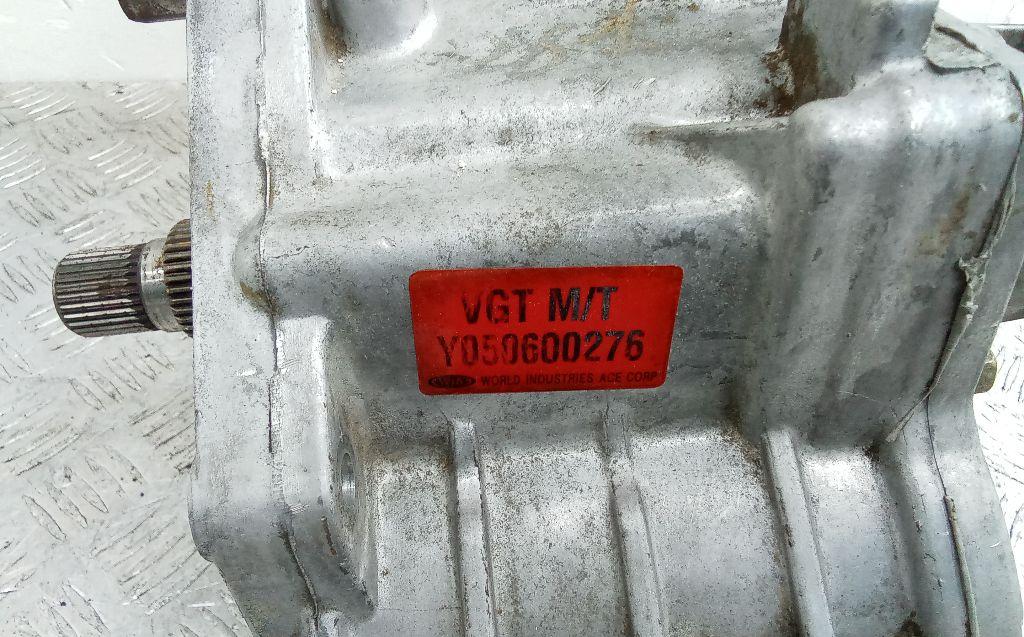 VGT M/T
Y050600276
WORLD INDUSTRIES ACE CORP